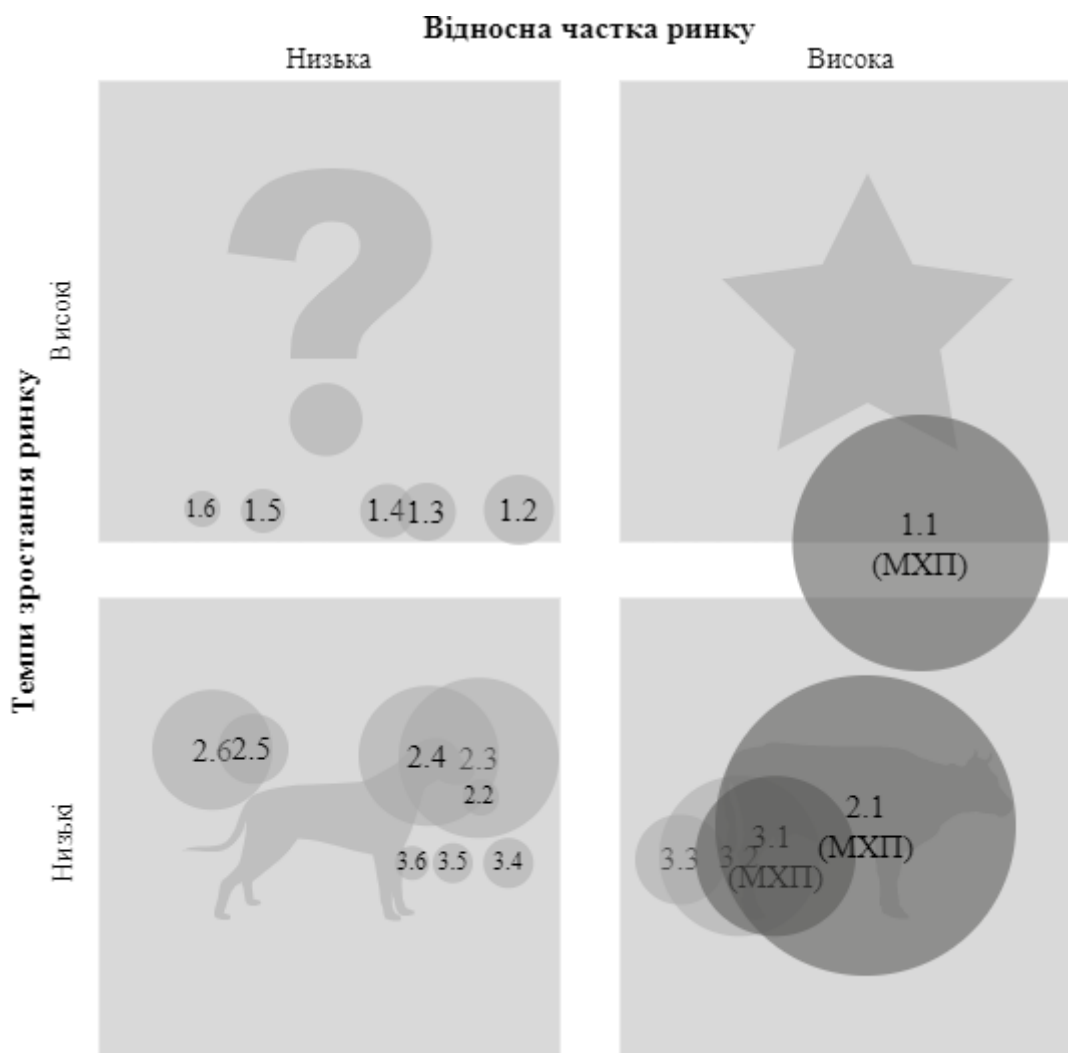 Відносна частка ринку
Низька
Висока
Темпи зростання ринку
Високі
1.6
1.5
1.4
1.3
1.2
1.1
(МХП)
Низькі
2.6
2.5
2.4
2.3
2.2
3.6
3.5
3.4
3.3
3.2
3.1
(МХП)
2.1
(МХП)